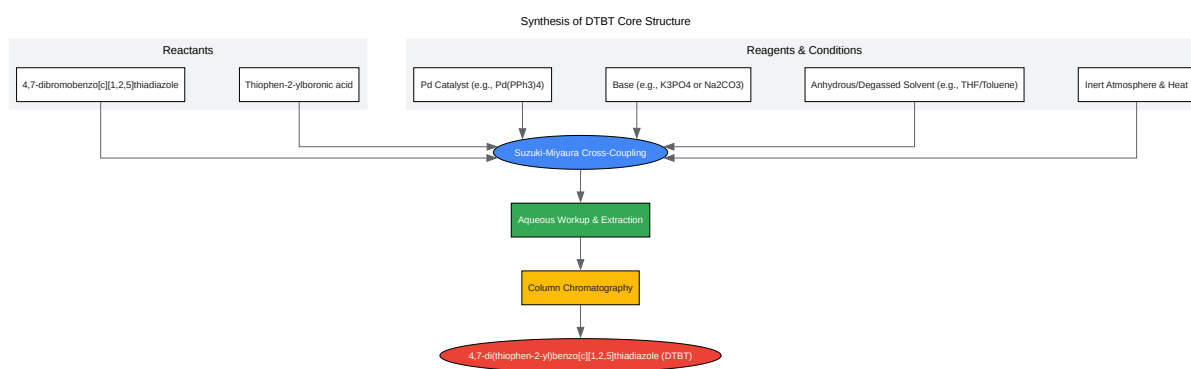 Synthesis of DTBT Core Structure
Reactants
Reagents & Conditions
4,7-dibromobenzo[c][1,2,5]thiadiazole
Thiophen-2-ylboronic acid
Pd Catalyst (e.g., Pd(PPh3)4)
Base (e.g., K3PO4 or Na2CO3)
Anhydrous/Degassed Solvent (e.g., THF/Toluene)
Inert Atmosphere & Heat
Suzuki-Miyaura Cross-Coupling
Aqueous Workup & Extraction
Column Chromatography
4,7-di(thiophen-2-yl)benzo[c][1,2,5]thiadiazole (DTBT)